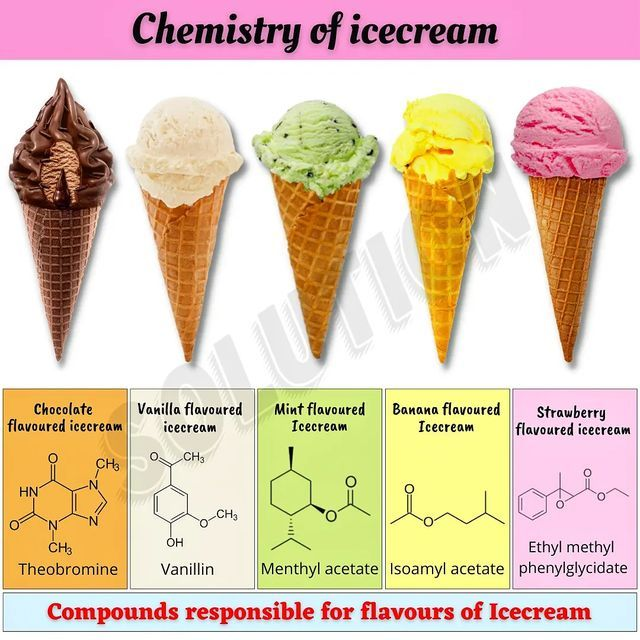 Chemistry of icecream
SOLUTION
Chocolate
flavoured icecream
Vanilla flavoured
icecream
Mint flavoured
Icecream
Banana flavoured
Icecream
Strawberry
flavoured icecream
O
CH₃
HN
N
O
N
N
CH₃
O
CH₃
O
CH₃
OH
O
O
O
O
O
O
O
Theobromine
Vanillin
Menthyl acetate
Isoamyl acetate
Ethyl methyl
phenylglycidate
Compounds responsible for flavours of Icecream